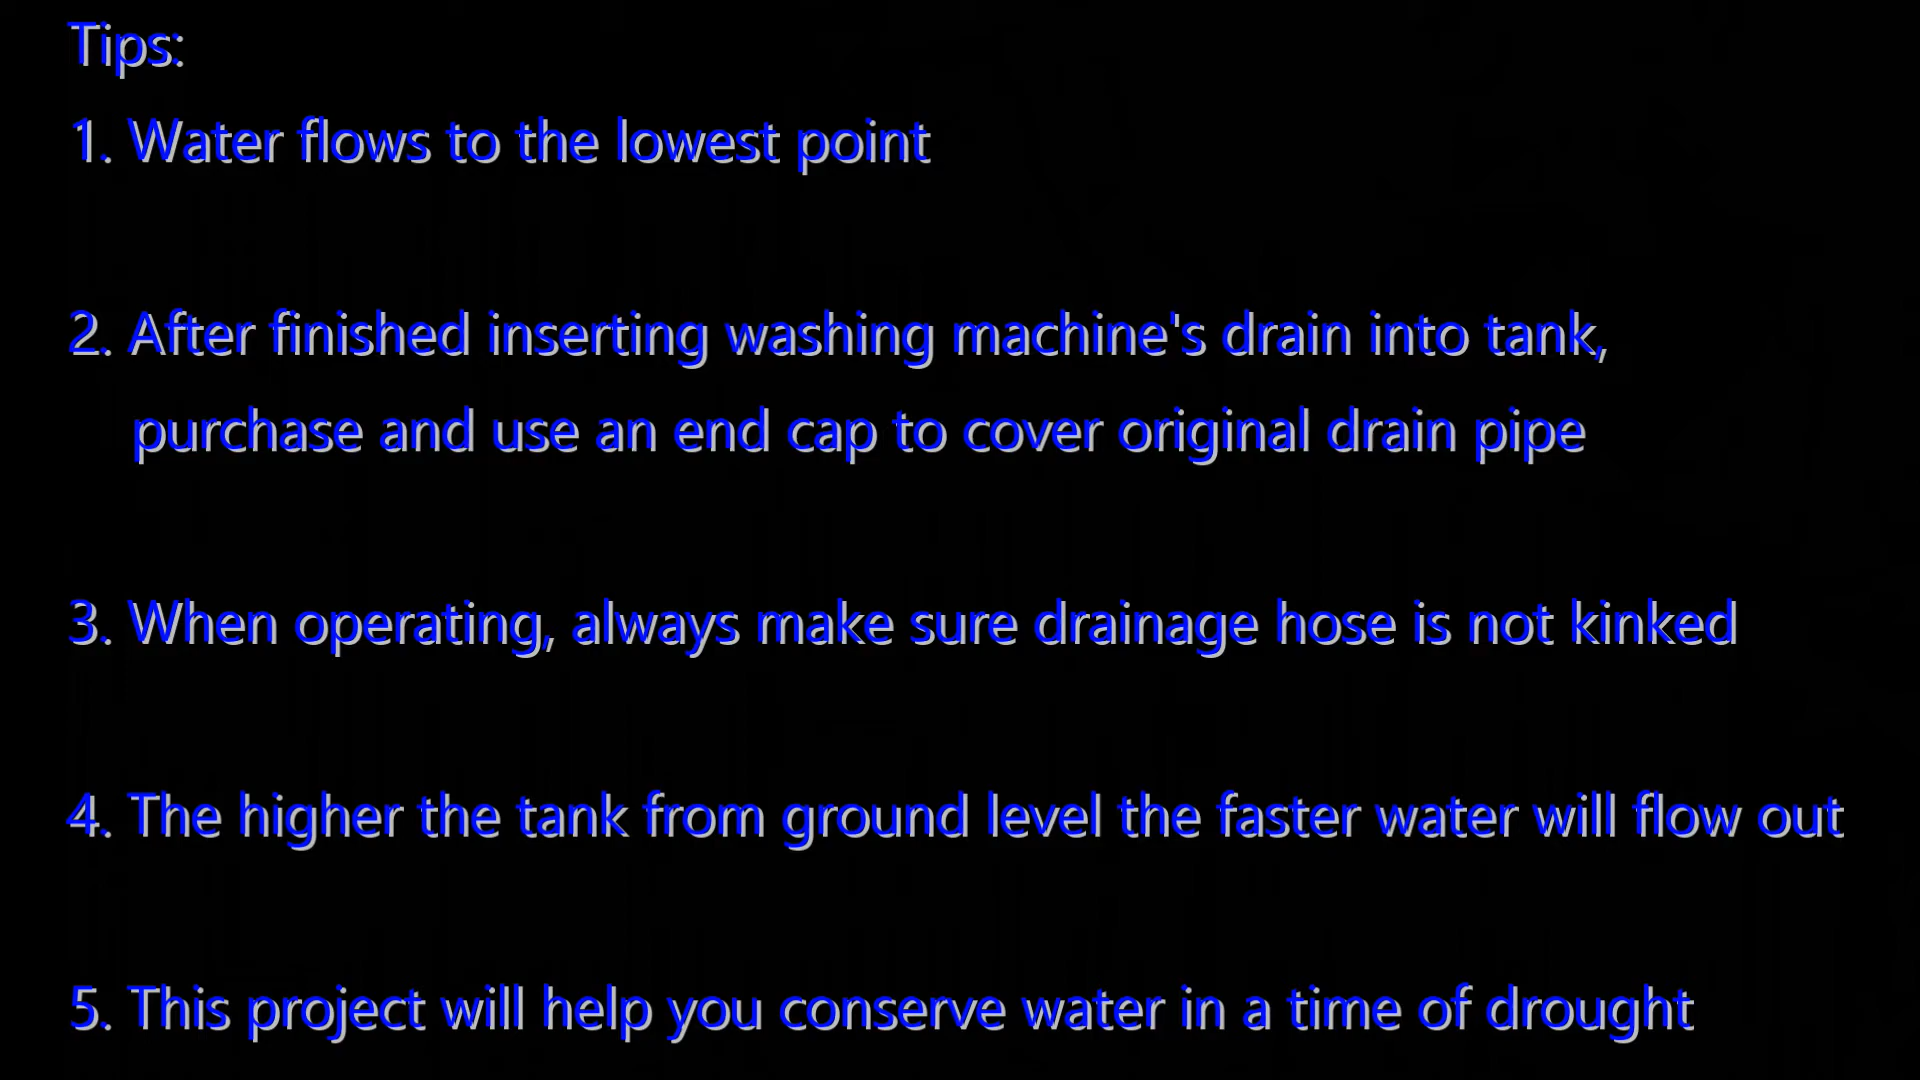 Tips:
1. Water flows to the lowest point
2. After finished inserting washing machine's drain into tank,
purchase and use an end cap to cover original drain pipe
3. When operating, always make sure drainage hose is not kinked
4. The higher the tank from ground level the faster water will flow out
5. This project will help you conserve water in a time of drought